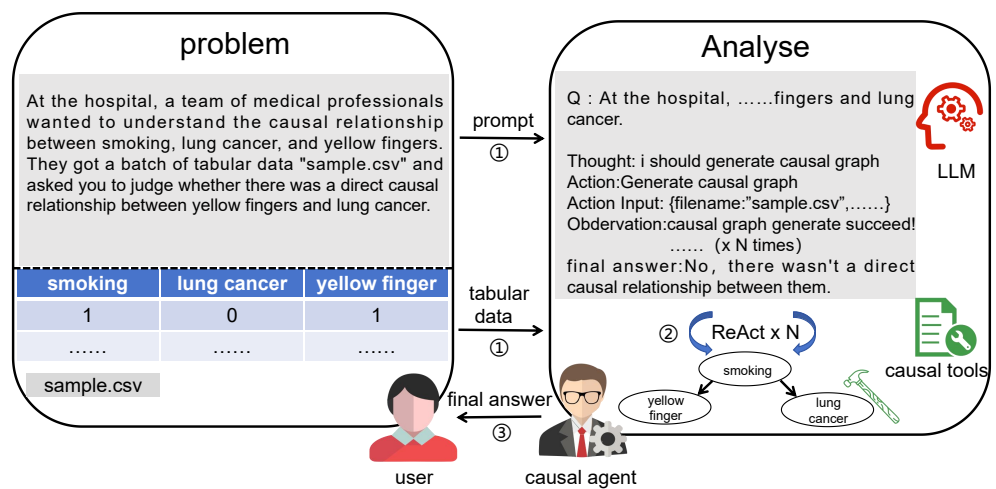 problem
At the hospital, a team of medical professionals
wanted to understand the causal relationship
between smoking, lung cancer, and yellow fingers.
They got a batch of tabular data "sample.csv" and
asked you to judge whether there was a direct causal
relationship between yellow fingers and lung cancer.
smoking lung cancer yellow finger
1 0 1
…… …… ……
sample.csv
prompt
①
tabular
data
①
final answer
③
user
causal agent
Analyse
Q : At the hospital, ……fingers and lung
cancer.
Thought: i should generate causal graph
Action:Generate causal graph
Action Input: {filename:”sample.csv”,……}
Obdervation:causal graph generate succeed!
…… (x N times)
final answer:No, there wasn't a direct
causal relationship between them.
LLM
② ReAct x N
causal tools
smoking
yellow
finger
lung
cancer